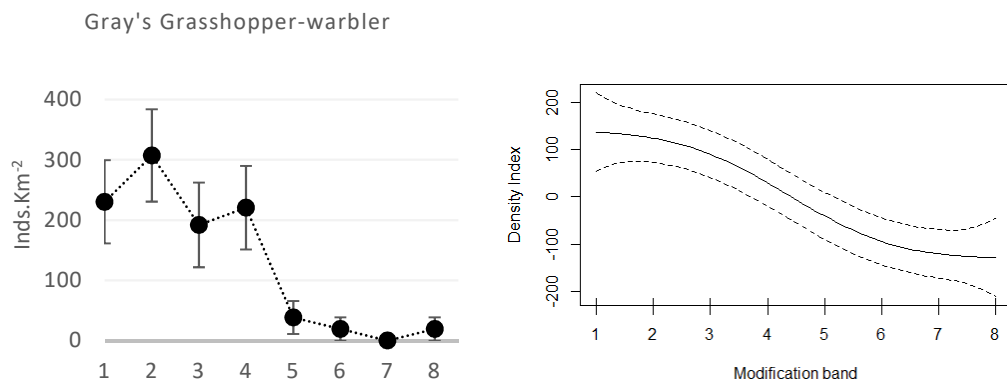 Gray's Grasshopper-warbler
Inds.Km-2
400
300
200
100
0
1 2 3 4 5 6 7 8
Density Index
200
100
0
-100
-200
1 2 3 4 5 6 7 8
Modification band